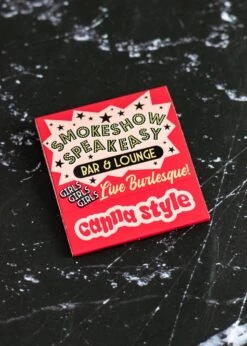 SMOKESHOW
SPEAKEASY
BAR & LOUNGE
GIRLS
GIRLS
GIRLS
Live Burlesque!
canna style